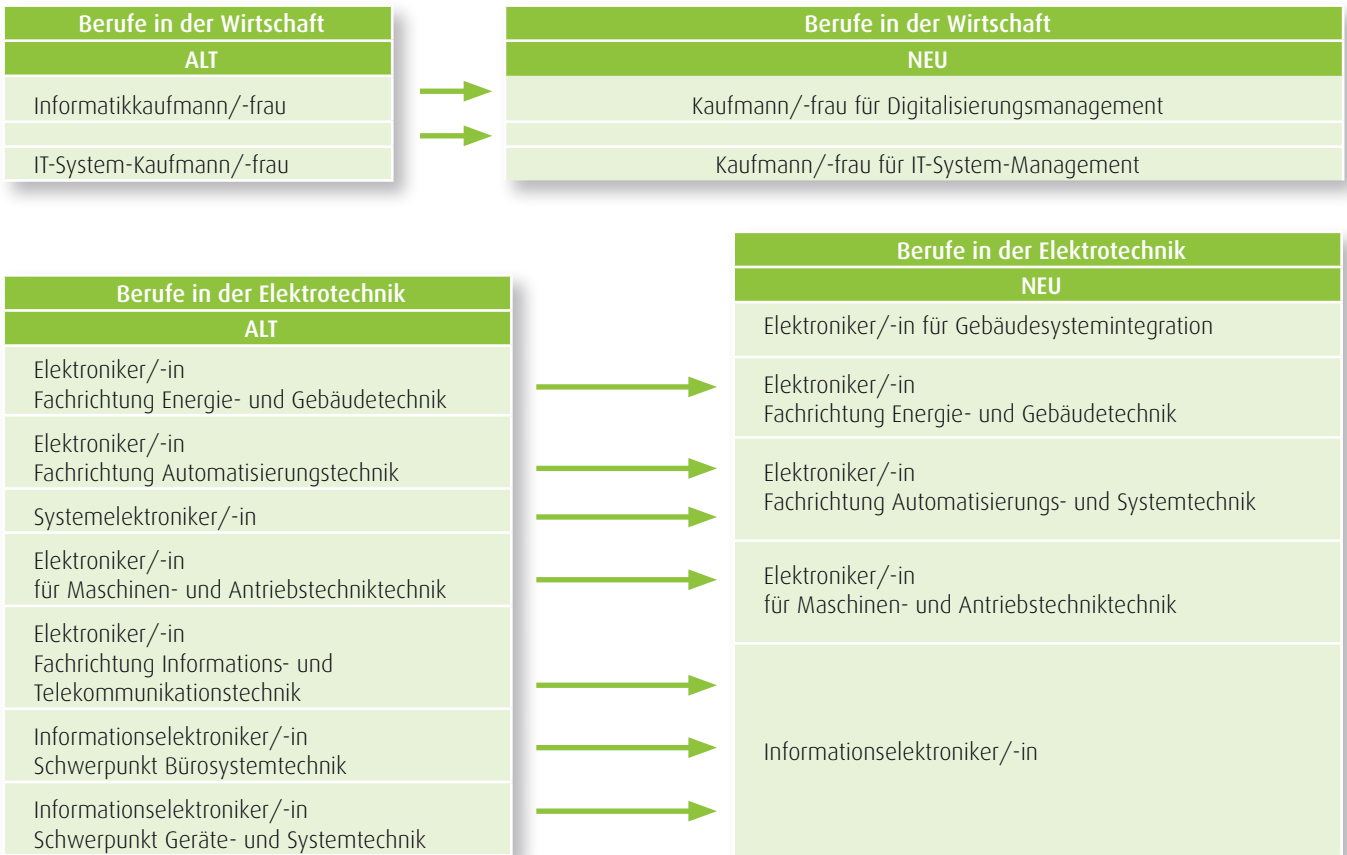 Berufe in der Wirtschaft
ALT
Informatikkaufmann/-frau
IT-System-Kaufmann/-frau
Berufe in der Wirtschaft
NEU
Kaufmann/-frau für Digitalisierungsmanagement
Kaufmann/-frau für IT-System-Management
Berufe in der Elektrotechnik
ALT
Elektroniker/-in
Fachrichtung Energie- und Gebäudetechnik
Elektroniker/-in
Fachrichtung Automatisierungstechnik
Systemelektroniker/-in
Elektroniker/-in
für Maschinen- und Antriebstechniktechnik
Elektroniker/-in
Fachrichtung Informations- und
Telekommunikationstechnik
Informationselektroniker/-in
Schwerpunkt Bürosystemtechnik
Informationselektroniker/-in
Schwerpunkt Geräte- und Systemtechnik
Berufe in der Elektrotechnik
NEU
Elektroniker/-in für Gebäudesystemintegration
Elektroniker/-in
Fachrichtung Energie- und Gebäudetechnik
Elektroniker/-in
Fachrichtung Automatisierungs- und Systemtechnik
Elektroniker/-in
für Maschinen- und Antriebstechniktechnik
Informationselektroniker/-in